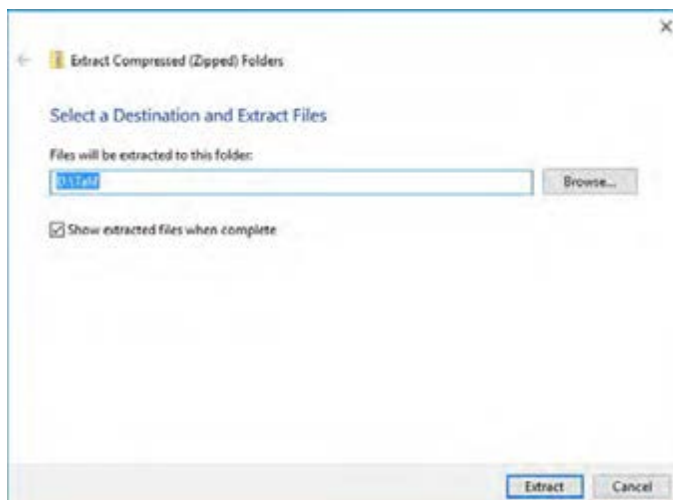 Extract Compressed (Zipped) Folders
Select a Destination and Extract Files
Files will be extracted to this folder:
Browse...
Show extracted files when complete
Extract
Cancel